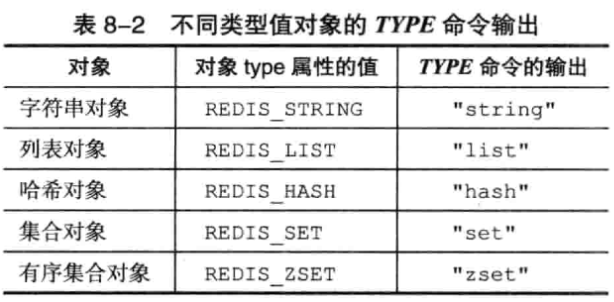 表 8-2 不同类型值对象的 TYPE 命令输出
对象 对象 type 属性的值 TYPE 命令的输出
字符串对象 REDIS_STRING "string"
列表对象 REDIS_LIST "list"
哈希对象 REDIS_HASH "hash"
集合对象 REDIS_SET "set"
有序集合对象 REDIS_ZSET "zset"